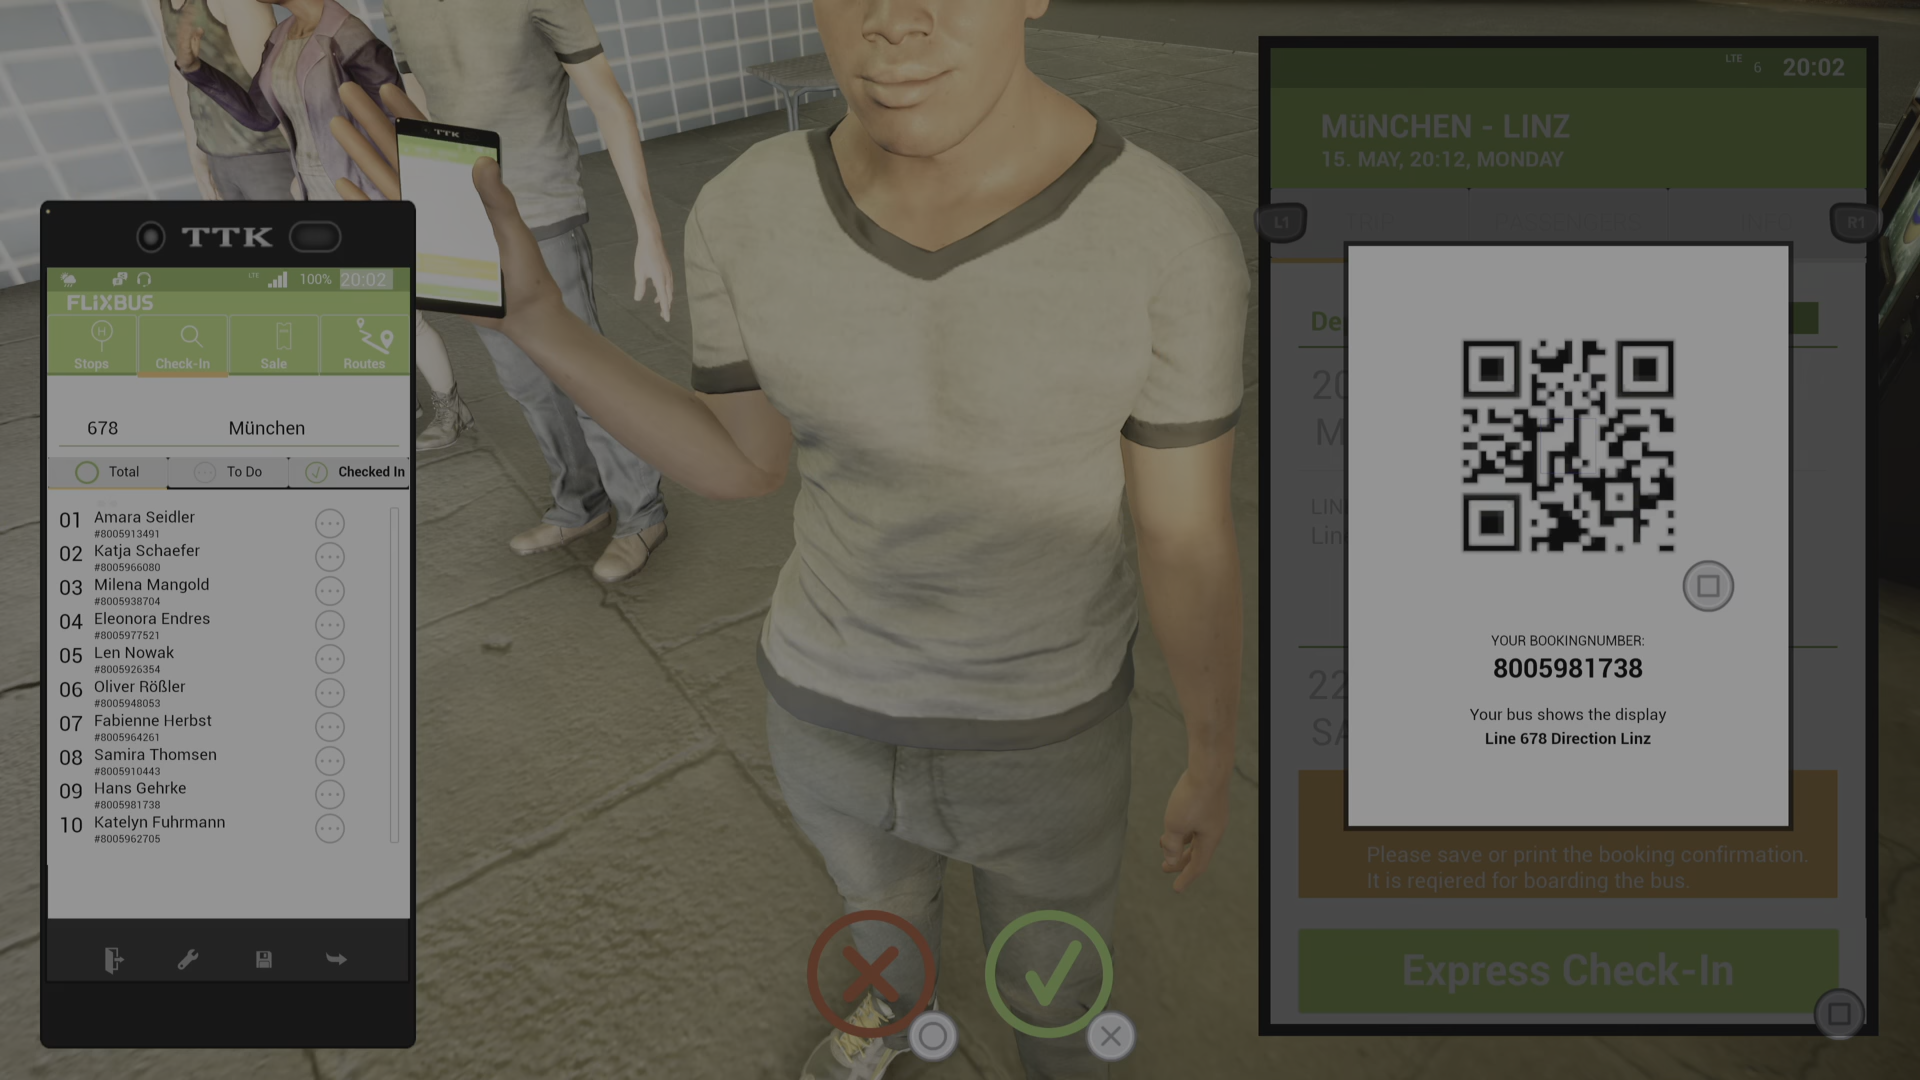 TTK
TTK
LTE
100%
20:02
FLiXBUS
Stops
Check-In
Sale
Routes
678
München
Total
To Do
Checked In
01 Amara Seidler
#8005913491
02 Katja Schaefer
#8005966080
03 Milena Mangold
#8005938704
04 Eleonora Endres
#8005977521
05 Len Nowak
#8005926354
06 Oliver Rößler
#8005948053
07 Fabienne Herbst
#8005964261
08 Samira Thomsen
#8005910443
09 Hans Gehrke
#8005981738
10 Katelyn Fuhrmann
#8005962705
LTE 6 20:02
MüNCHEN - LINZ
15. MAY, 20:12, MONDAY
L1
TRIP
PASSENGERS
R1
YOUR BOOKINGNUMBER:
8005981738
Your bus shows the display
Line 678 Direction Linz
Please save or print the booking confirmation.
It is reqiered for boarding the bus.
Express Check-In